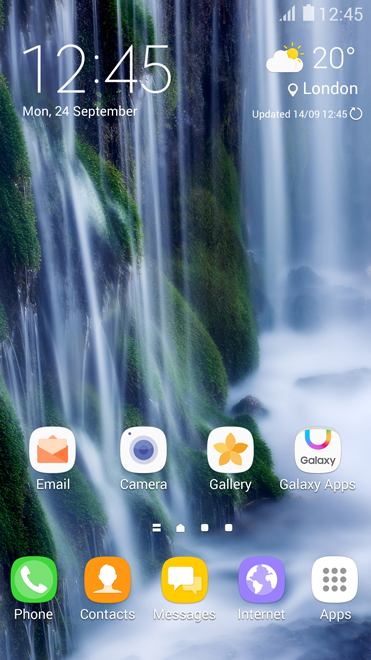 12:45
12:45
Mon, 24 September
20°
London
Updated 14/09 12:45
Email
Camera
Galaxy
Gallery
Galaxy Apps
Phone
Contacts
Messages
Internet
Apps